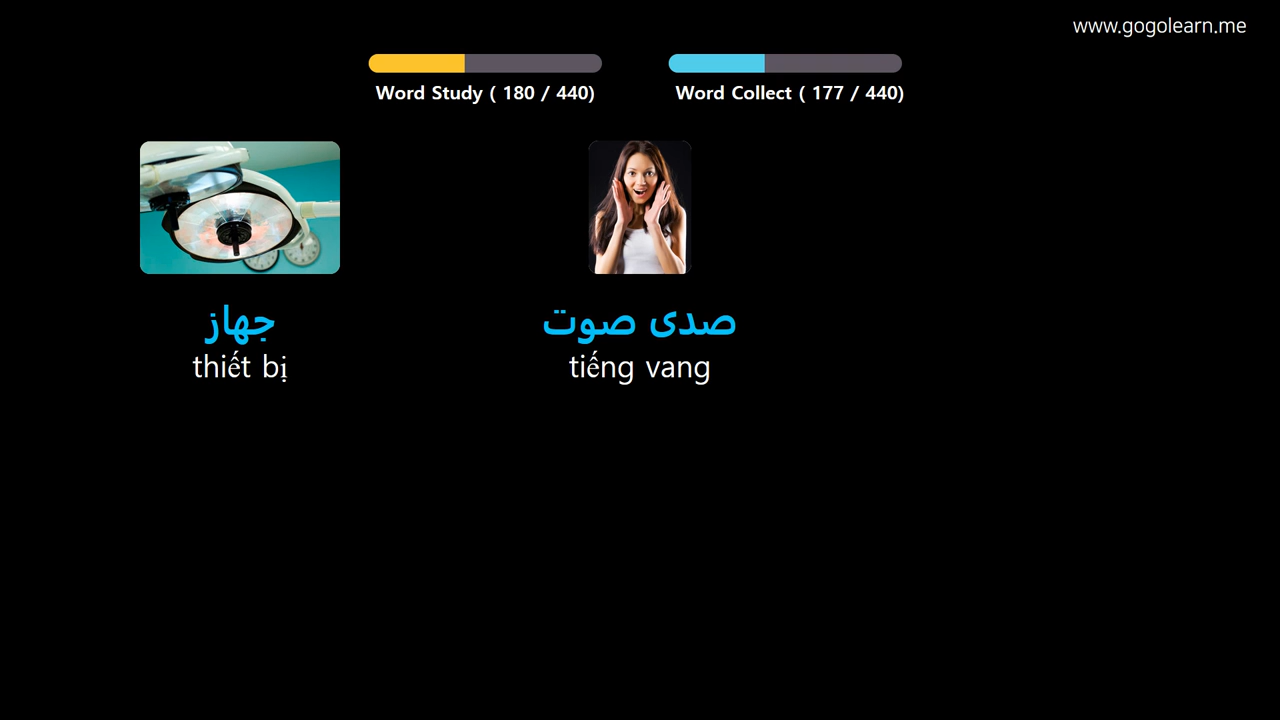 www.gogolearn.me
Word Study ( 180 / 440)
Word Collect ( 177 / 440)
جهاز
thiết bị
صدى صوت
tiếng vang